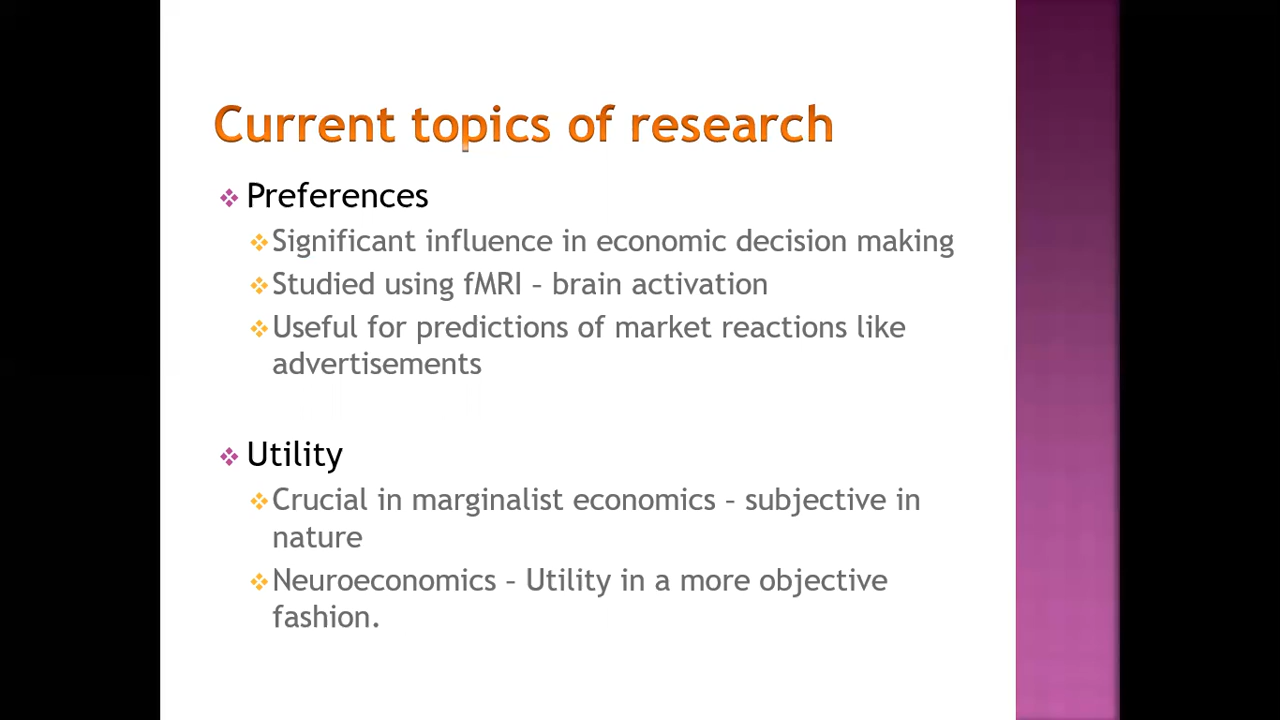 Current topics of research
Preferences
Significant influence in economic decision making
Studied using fMRI – brain activation
Useful for predictions of market reactions like
advertisements
Utility
Crucial in marginalist economics – subjective in
nature
Neuroeconomics – Utility in a more objective
fashion.